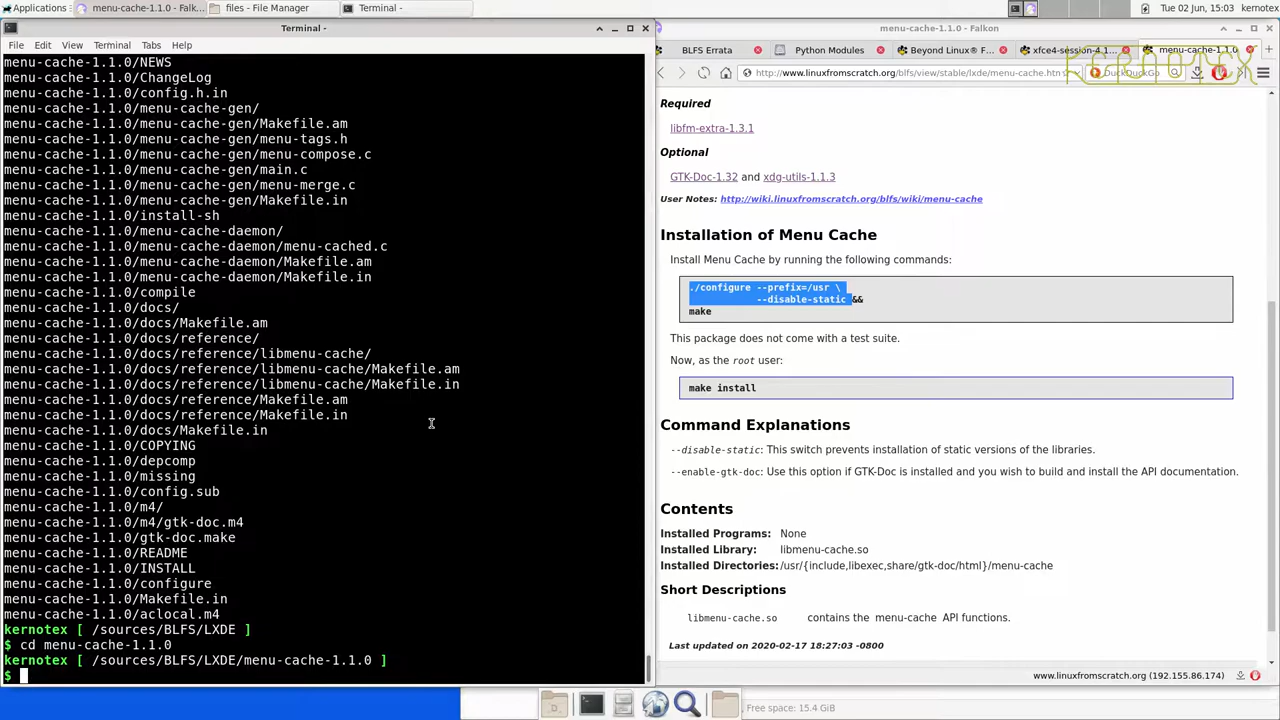 Applications
menu-cache-1.1.0 - Falk...
files - File Manager
Terminal -
Tue 02 Jun, 15:03
kernotex
Terminal -
File Edit View Terminal Tabs Help
menu-cache-1.1.0/NEWS
menu-cache-1.1.0/ChangeLog
menu-cache-1.1.0/config.h.in
menu-cache-1.1.0/menu-cache-gen/
menu-cache-1.1.0/menu-cache-gen/Makefile.am
menu-cache-1.1.0/menu-cache-gen/menu-tags.h
menu-cache-1.1.0/menu-cache-gen/menu-compose.c
menu-cache-1.1.0/menu-cache-gen/main.c
menu-cache-1.1.0/menu-cache-gen/menu-merge.c
menu-cache-1.1.0/menu-cache-gen/Makefile.in
menu-cache-1.1.0/install-sh
menu-cache-1.1.0/menu-cache-daemon/
menu-cache-1.1.0/menu-cache-daemon/menu-cached.c
menu-cache-1.1.0/menu-cache-daemon/Makefile.am
menu-cache-1.1.0/menu-cache-daemon/Makefile.in
menu-cache-1.1.0/compile
menu-cache-1.1.0/docs/
menu-cache-1.1.0/docs/Makefile.am
menu-cache-1.1.0/docs/reference/
menu-cache-1.1.0/docs/reference/libmenu-cache/
menu-cache-1.1.0/docs/reference/libmenu-cache/Makefile.am
menu-cache-1.1.0/docs/reference/libmenu-cache/Makefile.in
menu-cache-1.1.0/docs/reference/Makefile.am
menu-cache-1.1.0/docs/reference/Makefile.in
menu-cache-1.1.0/docs/Makefile.in
menu-cache-1.1.0/COPYING
menu-cache-1.1.0/depcomp
menu-cache-1.1.0/missing
menu-cache-1.1.0/config.sub
menu-cache-1.1.0/m4/
menu-cache-1.1.0/m4/gtk-doc.m4
menu-cache-1.1.0/gtk-doc.make
menu-cache-1.1.0/README
menu-cache-1.1.0/INSTALL
menu-cache-1.1.0/configure
menu-cache-1.1.0/Makefile.in
menu-cache-1.1.0/aclocal.m4
kernotex [ /sources/BLFS/LXDE ]
$ cd menu-cache-1.1.0
kernotex [ /sources/BLFS/LXDE/menu-cache-1.1.0 ]
$
menu-cache-1.1.0 - Falkon
BLFS Errata
Python Modules
Beyond Linux® F...
xfce4-session-4.1...
menu-cache-1.1.0
http://www.linuxfromscratch.org/blfs/view/stable/lxde/menu-cache.htm
DuckDuckGo
KERNOTEX
Required
libfm-extra-1.3.1
Optional
GTK-Doc-1.32 and xdg-utils-1.1.3
User Notes: http://wiki.linuxfromscratch.org/blfs/wiki/menu-cache
Installation of Menu Cache
Install Menu Cache by running the following commands:
./configure --prefix=/usr \
--disable-static &&
make
This package does not come with a test suite.
Now, as the root user:
make install
Command Explanations
--disable-static: This switch prevents installation of static versions of the libraries.
--enable-gtk-doc: Use this option if GTK-Doc is installed and you wish to build and install the API documentation.
Contents
Installed Programs: None
Installed Library: libmenu-cache.so
Installed Directories: /usr/{include,libexec,share/gtk-doc/html}/menu-cache
Short Descriptions
libmenu-cache.so contains the menu-cache API functions.
Last updated on 2020-02-17 18:27:03 -0800
www.linuxfromscratch.org (192.155.86.174)
Free space: 15.4 GiB